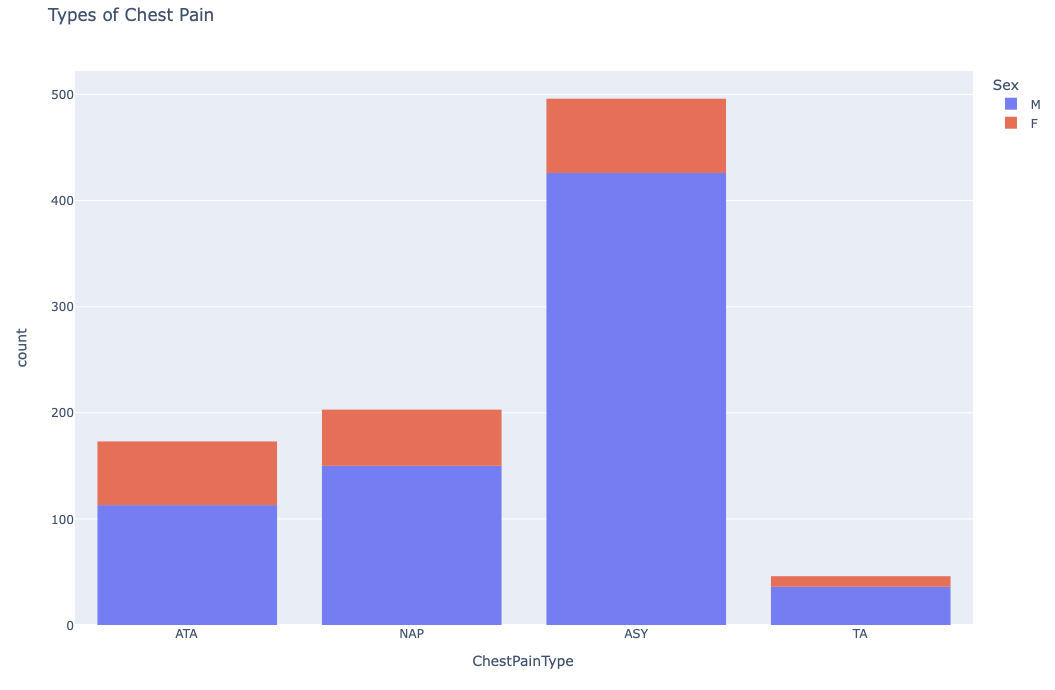 Types of Chest Pain
Sex
M
F
500
400
300
200
100
0
count
ATA NAP ASY TA
ChestPainType